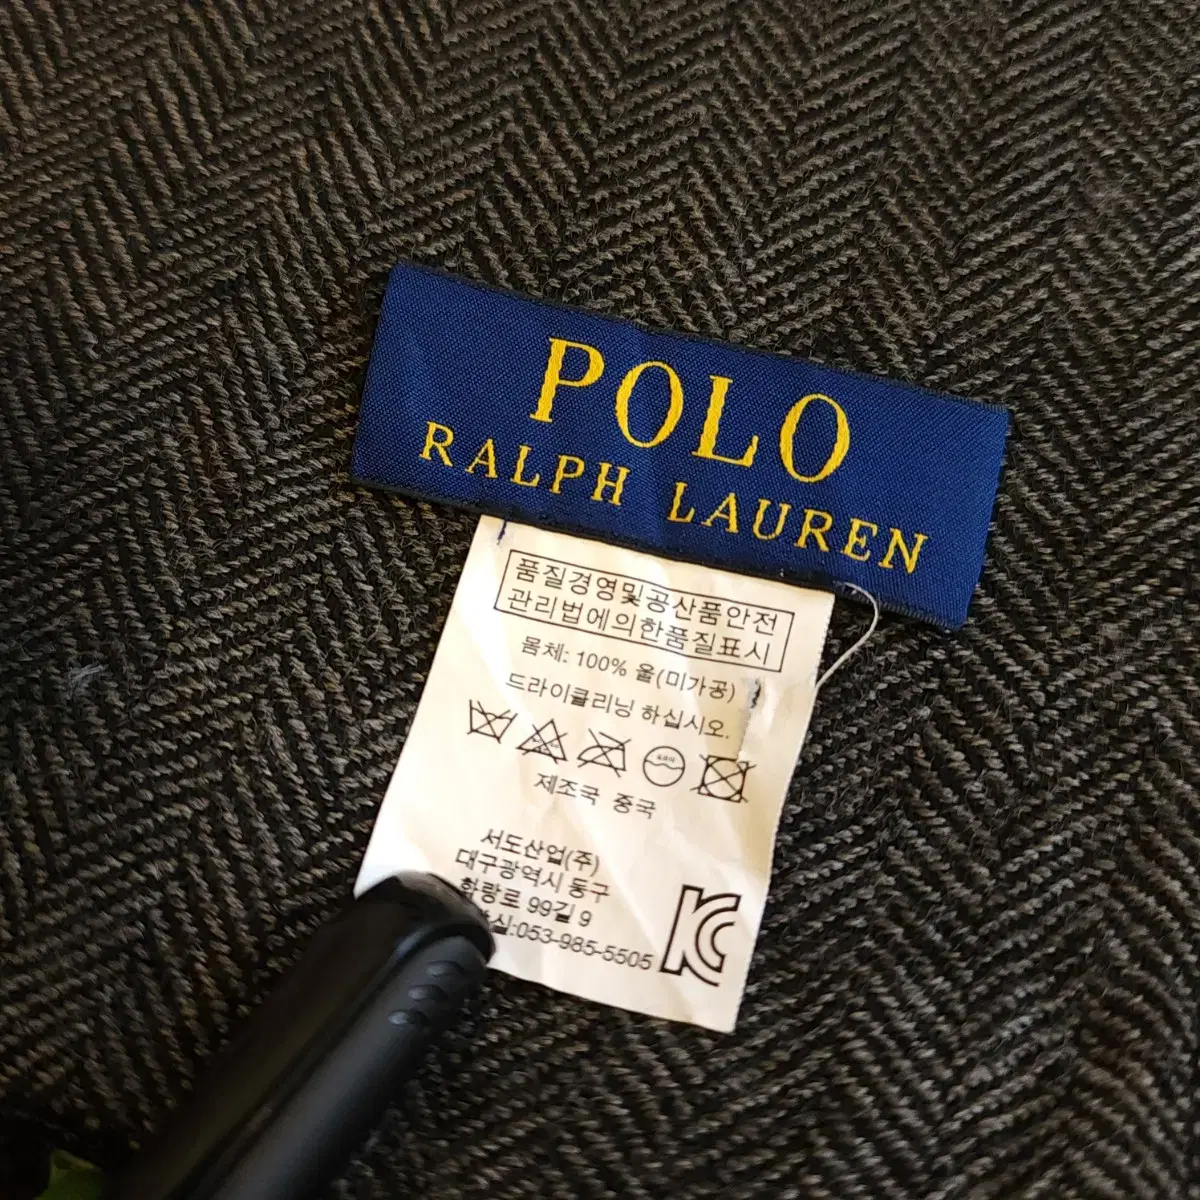 POLO
RALPH LAUREN
품질경영및공산품안전
관리법에의한품질표시
몸체: 100% 울(미가공)
드라이클리닝 하십시오.
제조국 중국
서도산업(주)
대구광역시 동구
화랑로 99길 9
실:053-985-5505
KC